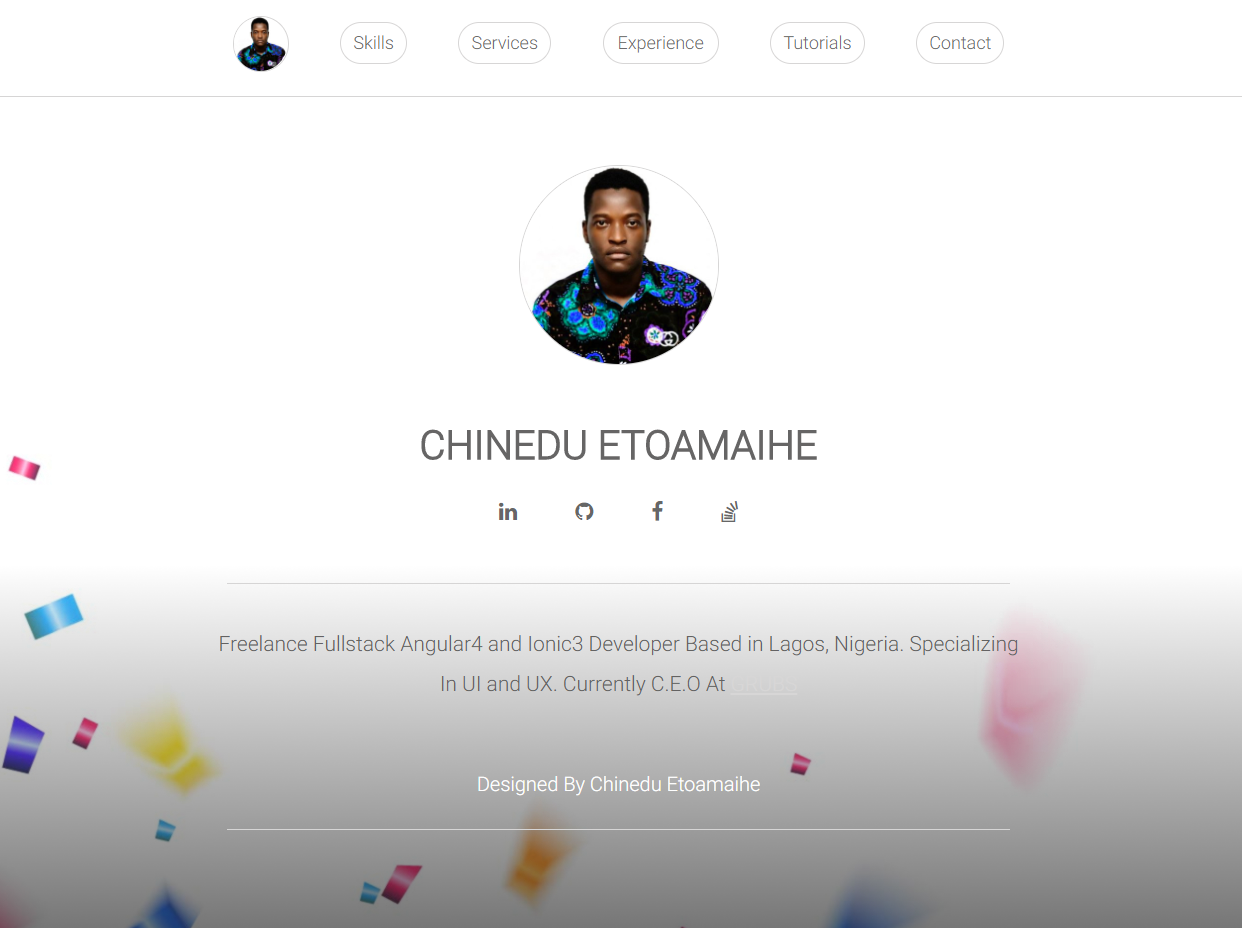 Skills Services Experience Tutorials Contact
CHINEDU ETOAMAIHE
Freelance Fullstack Angular4 and Ionic3 Developer Based in Lagos, Nigeria. Specializing
In UI and UX. Currently C.E.O At
Designed By Chinedu Etoamaihe